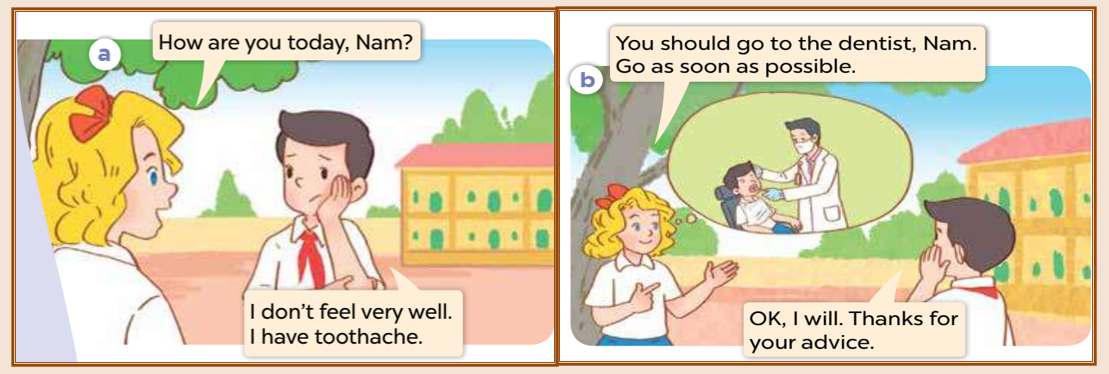 a
How are you today, Nam?
I don't feel very well.
I have toothache.
b
You should go to the dentist, Nam.
Go as soon as possible.
OK, I will. Thanks for
your advice.